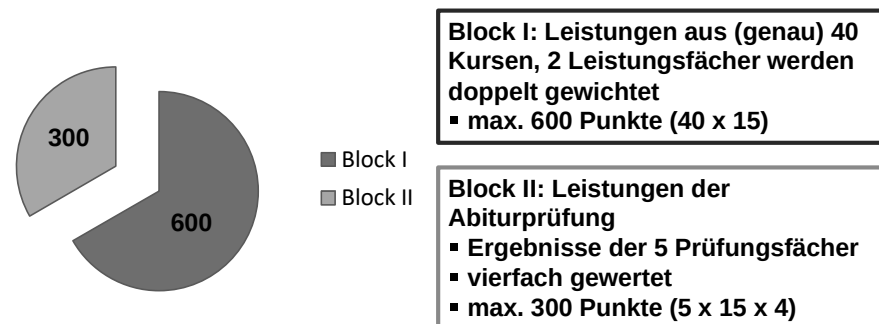 300
600
Block I
Block II
Block I: Leistungen aus (genau) 40
Kursen, 2 Leistungsfächer werden
doppelt gewichtet
▪ max. 600 Punkte (40 x 15)
Block II: Leistungen der
Abiturprüfung
▪ Ergebnisse der 5 Prüfungsfächer
▪ vierfach gewertet
▪ max. 300 Punkte (5 x 15 x 4)